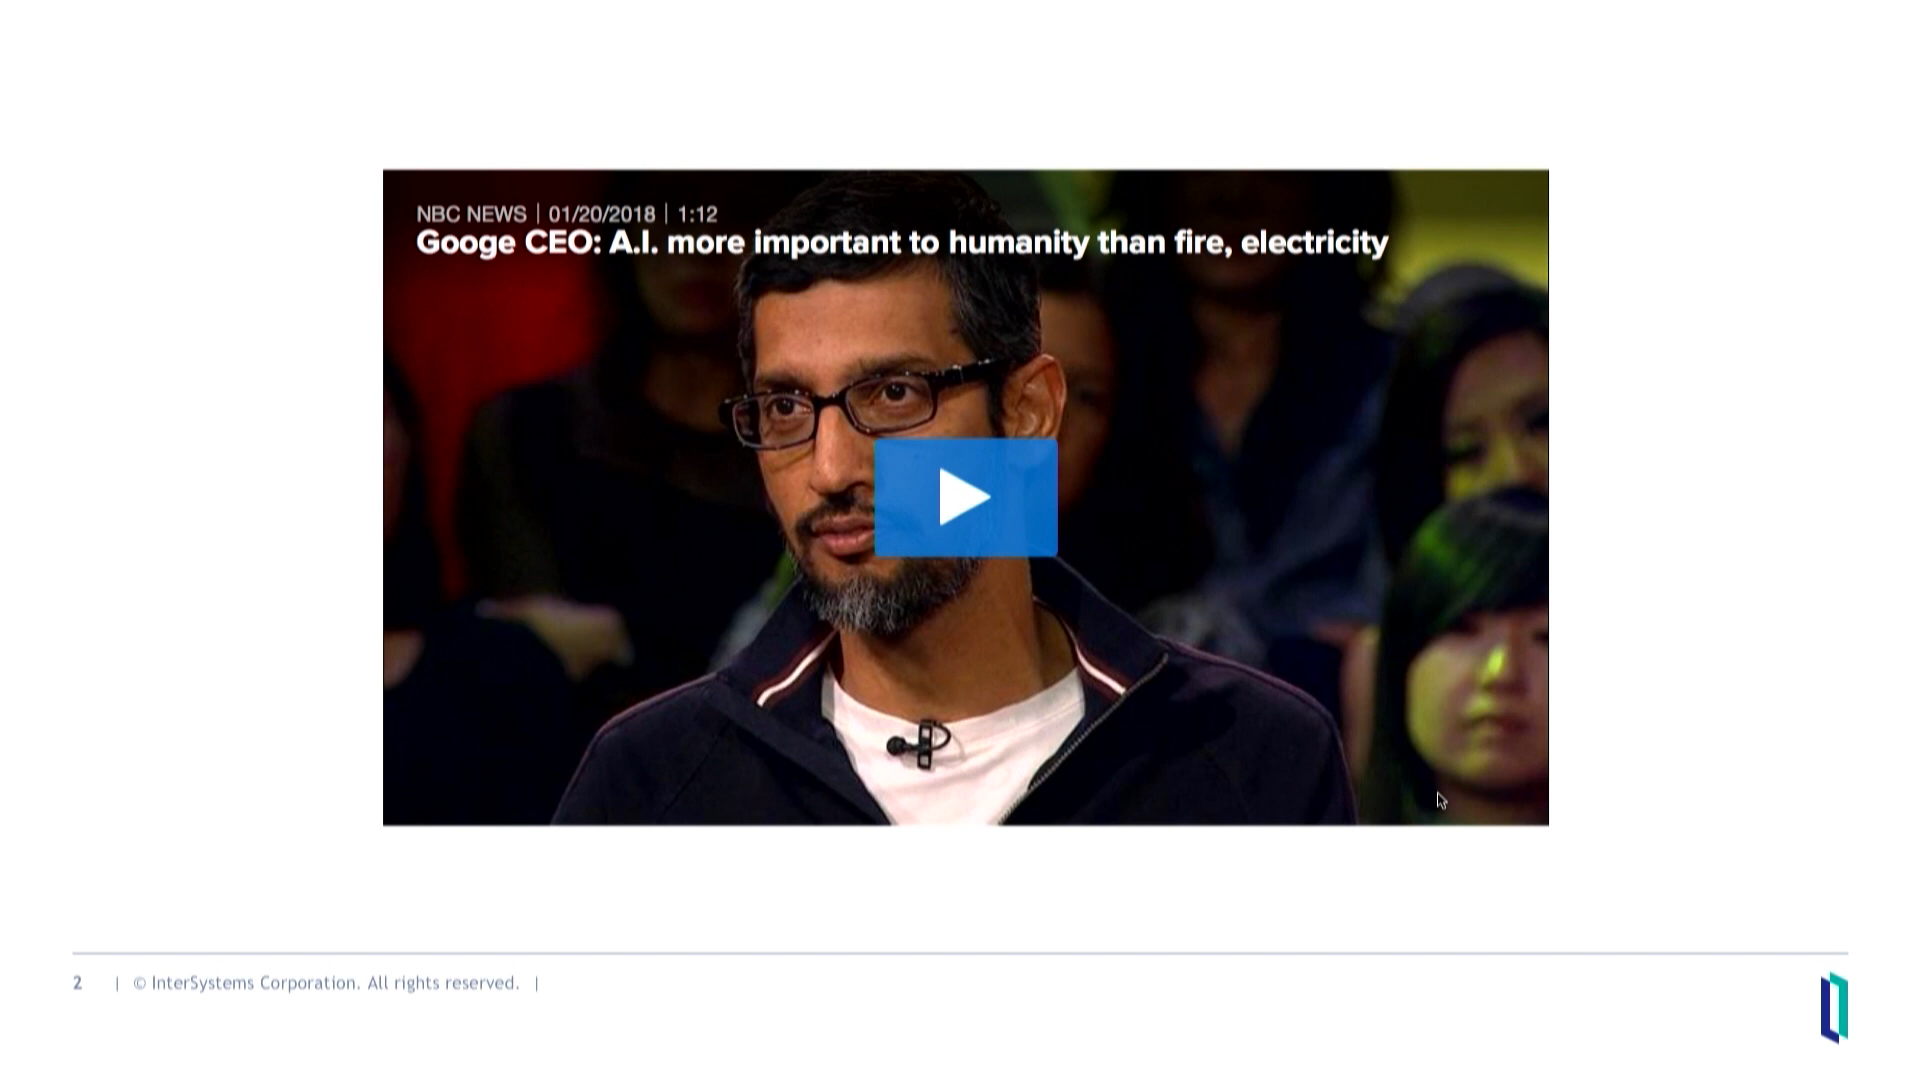 NBC NEWS | 01/20/2018 | 1:12
Googe CEO: A.I. more important to humanity than fire, electricity
2 | © InterSystems Corporation. All rights reserved. |